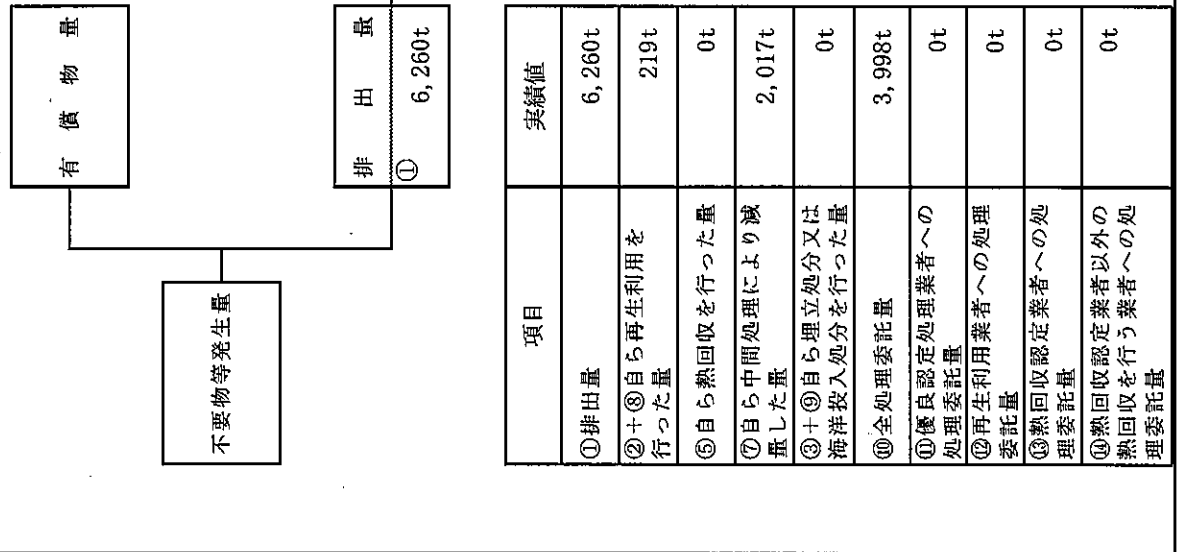 有 償 物 量
不要物等発生量
排 出 量
① 6,260t
項目 実績値
①排出量 6,260t
②+⑧自ら再生利用を
行った量 219t
⑤自ら熱回収を行った量 0t
⑦自ら中間処理により減
量した量 2,017t
③+⑨自ら埋立処分又は
海洋投入処分を行った量 0t
⑩全処理委託量 3,998t
⑪優良認定処理業者への
処理委託量 0t
⑫再生利用業者への処理
委託量 0t
⑬熱回収認定業者への処
理委託量 0t
⑭熱回収認定業者以外の
熱回収を行う業者への処
理委託量 0t